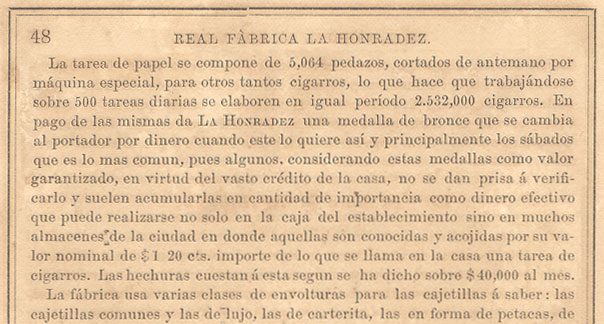 48 REAL FÀBRICA LA HONRADEZ.
La tarea de papel se compone de 5,064 pedazos, cortados de antemano por
máquina especial, para otros tantos cigarros, lo que hace que trabajándose
sobre 500 tareas diarias se elaboren en igual período 2.532,000 cigarros. En
pago de las mismas da LA HONRADEZ una medalla de bronce que se cambia
al portador por dinero cuando este lo quiere así y principalmente los sábados
que es lo mas comun, pues algunos. considerando estas medallas como valor
garantizado, en virtud del vasto crédito de la casa, no se dan prisa á verifi-
carlo y suelen acumularlas en cantidad de importancia como dinero efectivo
que puede realizarse no solo en la caja del establecimiento sino en muchos
almacenes de la ciudad en donde aquellas son conocidas y acojidas por su va-
lor nominal de $1 20 cts. importe de lo que se llama en la casa una tarea de
cigarros. Las hechuras cuestan á esta segun se ha dicho sobre $40,000 al mes.
La fábrica usa varias clases de envolturas para las cajetillas á saber: las
cajetillas comunes y las de lujo, las de carterita, las en forma de petacas, de